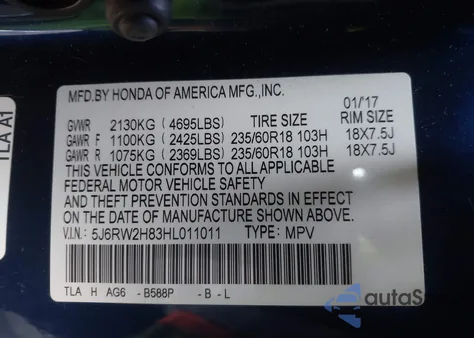 TLA A1
MFD.BY HONDA OF AMERICA MFG.,INC.
01/'17
GVWR 2130KG (4695LBS) TIRE SIZE RIM SIZE
GAWR F 1100KG (2425LBS) 235/60R18 103H 18X7.5J
GAWR R 1075KG (2369LBS) 235/60R18 103H 18X7.5J
THIS VEHICLE CONFORMS TO ALL APPLICABLE
FEDERAL MOTOR VEHICLE SAFETY
AND THEFT PREVENTION STANDARDS IN EFFECT
ON THE DATE OF MANUFACTURE SHOWN ABOVE.
V.I.N.: 5J6RW2H83HL011011 TYPE: MPV
TLA H AG6 -B588P -B-L
autaS